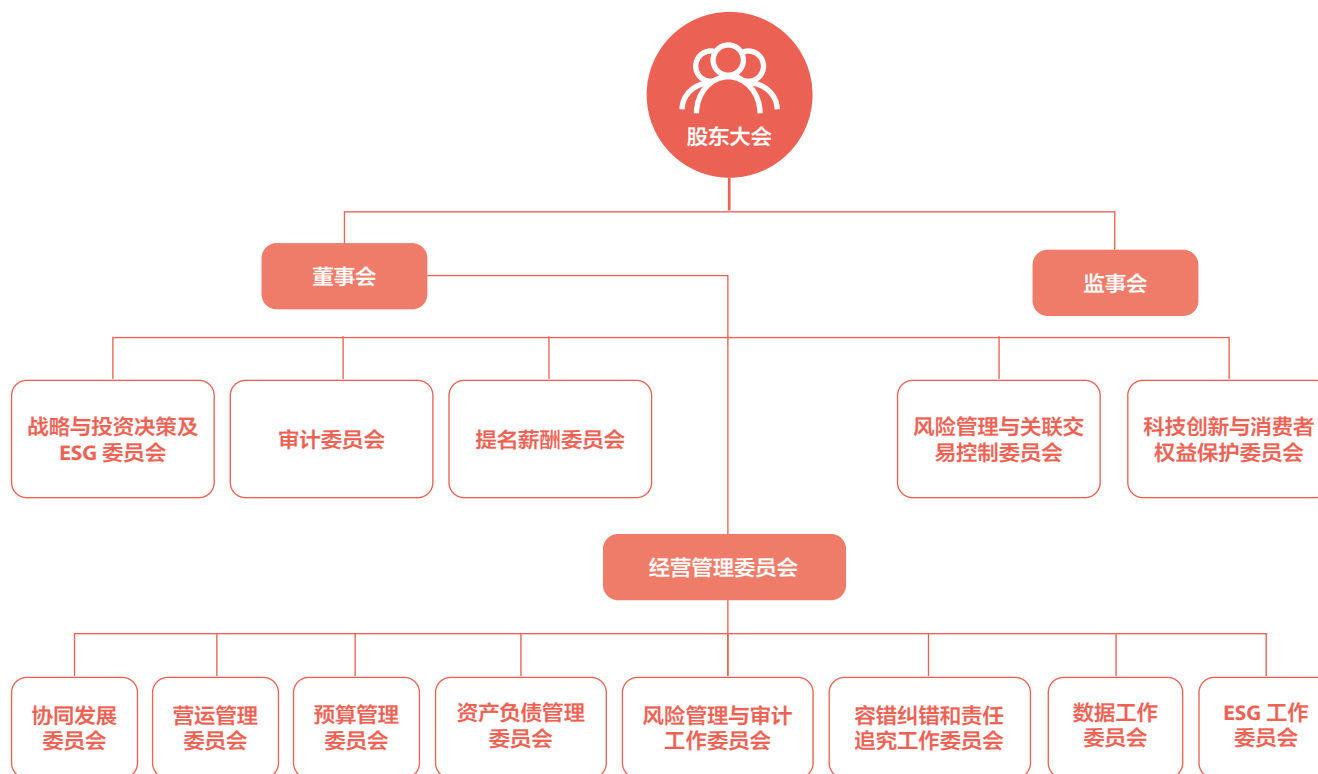 股东大会
董事会
监事会
战略与投资决策及
ESG 委员会
审计委员会
提名薪酬委员会
风险管理与关联交
易控制委员会
科技创新与消费者
权益保护委员会
经营管理委员会
协同发展
委员会
营运管理
委员会
预算管理
委员会
资产负债管理
委员会
风险管理与审计
工作委员会
容错纠错和责任
追究工作委员会
数据工作
委员会
ESG 工作
委员会